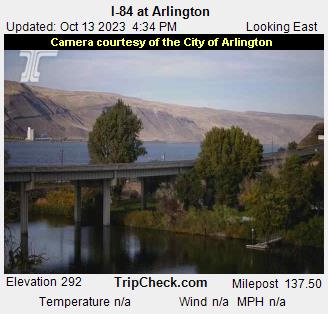 I-84 at Arlington
Updated: Oct 13 2023 4:34 PM Looking East
Camera courtesy of the City of Arlington
Elevation 292 TripCheck.com Milepost 137.50
Temperature n/a Wind n/a MPH n/a